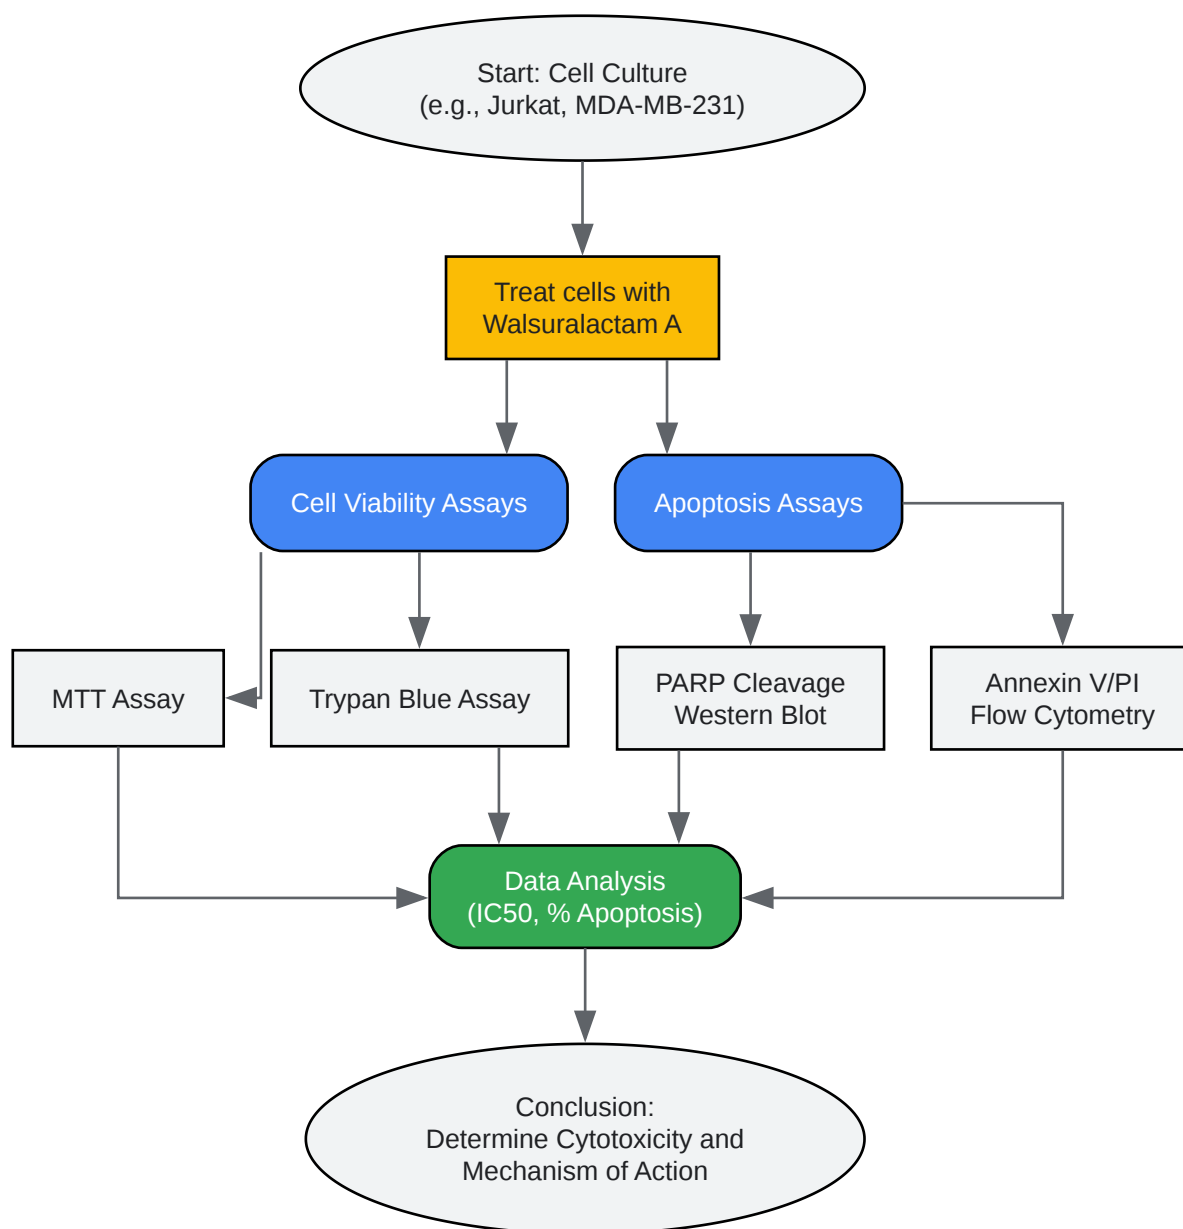 Start: Cell Culture
(e.g., Jurkat, MDA-MB-231)
Treat cells with
Walsuralactam A
Cell Viability Assays
Apoptosis Assays
MTT Assay
Trypan Blue Assay
PARP Cleavage
Western Blot
Annexin V/PI
Flow Cytometry
Data Analysis
(IC50, % Apoptosis)
Conclusion:
Determine Cytotoxicity and
Mechanism of Action